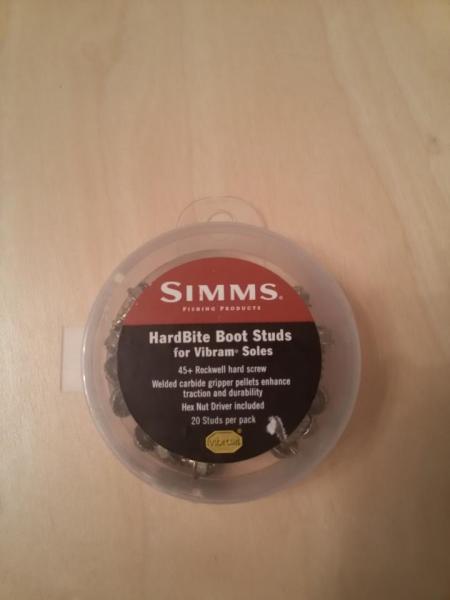 SIMMS®
FISHING PRODUCTS
HardBite Boot Studs
for Vibram® Soles
45+ Rockwell hard screw
Welded carbide gripper pellets enhance
traction and durability
Hex Nut Driver included
20 Studs per pack
vibram